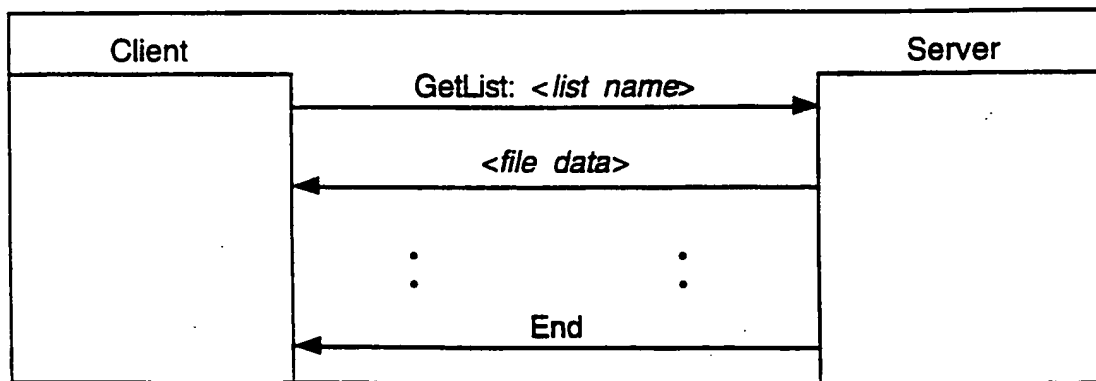 Client
Server
GetList: <list name>
<file data>
End